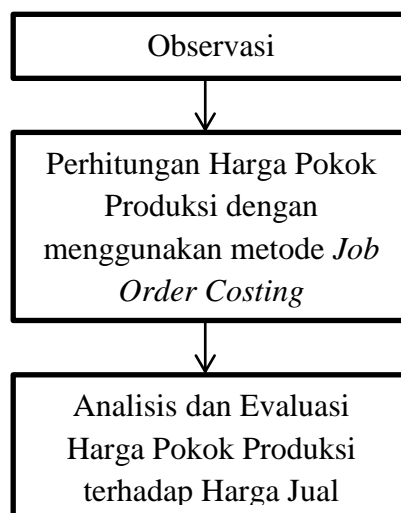 Observasi
Perhitungan Harga Pokok
Produksi dengan
menggunakan metode Job
Order Costing
Analisis dan Evaluasi
Harga Pokok Produksi
terhadap Harga Jual